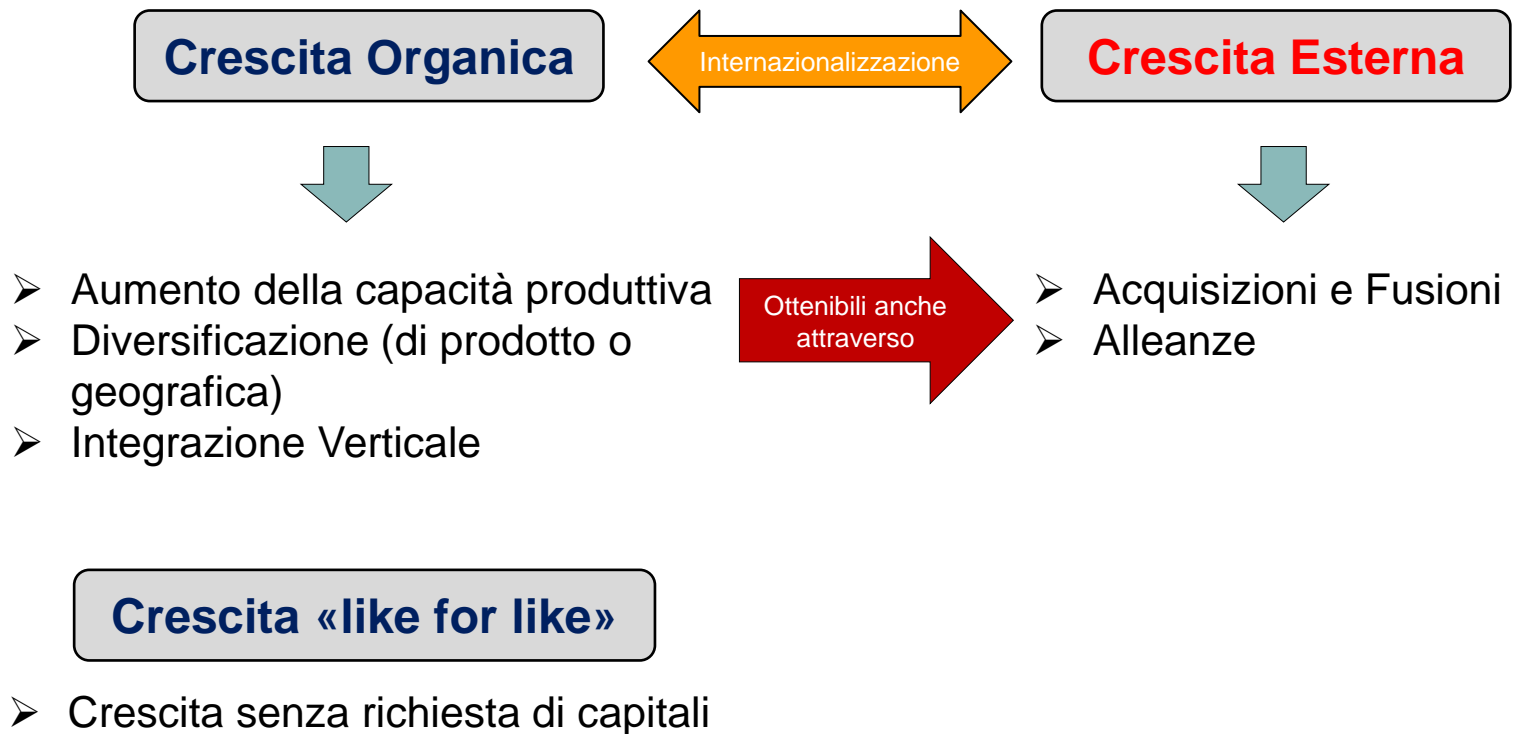 Crescita Organica
Internazionalizzazione
Crescita Esterna
➢ Aumento della capacità produttiva
➢ Diversificazione (di prodotto o
geografica)
➢ Integrazione Verticale
Ottenibili anche
attraverso
➢ Acquisizioni e Fusioni
➢ Alleanze
Crescita «like for like»
➢ Crescita senza richiesta di capitali